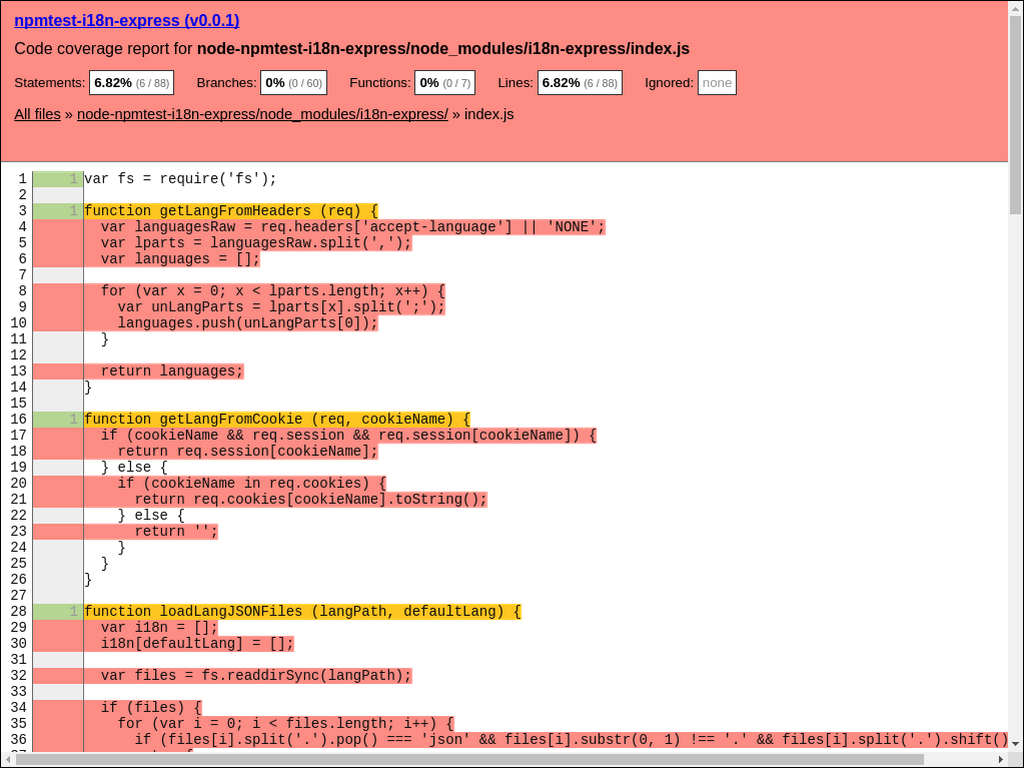 npmtest-i18n-express (v0.0.1)
Code coverage report for node-npmtest-i18n-express/node_modules/i18n-express/index.js
Statements: 6.82% (6 / 88) Branches: 0% (0 / 60) Functions: 0% (0 / 7) Lines: 6.82% (6 / 88) Ignored: none
All files » node-npmtest-i18n-express/node_modules/i18n-express/ » index.js
1 1 var fs = require('fs');
2
3 1 function getLangFromHeaders (req) {
4 var languagesRaw = req.headers['accept-language'] || 'NONE';
5 var lparts = languagesRaw.split(',');
6 var languages = [];
7
8 for (var x = 0; x < lparts.length; x++) {
9 var unLangParts = lparts[x].split(';');
10 languages.push(unLangParts[0]);
11 }
12
13 return languages;
14 }
15
16 1 function getLangFromCookie (req, cookieName) {
17 if (cookieName && req.session && req.session[cookieName]) {
18 return req.session[cookieName];
19 } else {
20 if (cookieName in req.cookies) {
21 return req.cookies[cookieName].toString();
22 } else {
23 return '';
24 }
25 }
26 }
27
28 1 function loadLangJSONFiles (langPath, defaultLang) {
29 var i18n = [];
30 i18n[defaultLang] = [];
31
32 var files = fs.readdirSync(langPath);
33
34 if (files) {
35 for (var i = 0; i < files.length; i++) {
36 if (files[i].split('.').pop() === 'json' && files[i].substr(0, 1) !== '.' && files[i].split('.').shift()